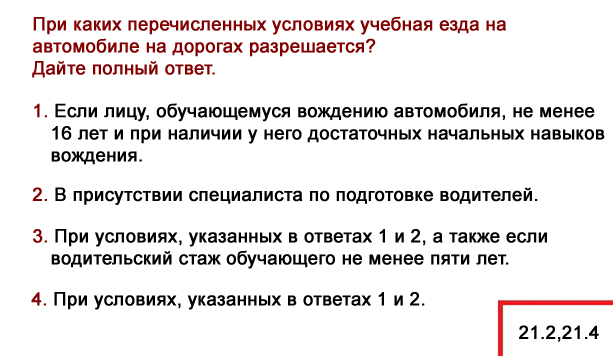 При каких перечисленных условиях учебная езда на
автомобиле на дорогах разрешается?
Дайте полный ответ.
1. Если лицу, обучающемуся вождению автомобиля, не менее
16 лет и при наличии у него достаточных начальных навыков
вождения.
2. В присутствии специалиста по подготовке водителей.
3. При условиях, указанных в ответах 1 и 2, а также если
водительский стаж обучающего не менее пяти лет.
4. При условиях, указанных в ответах 1 и 2.
21.2,21.4